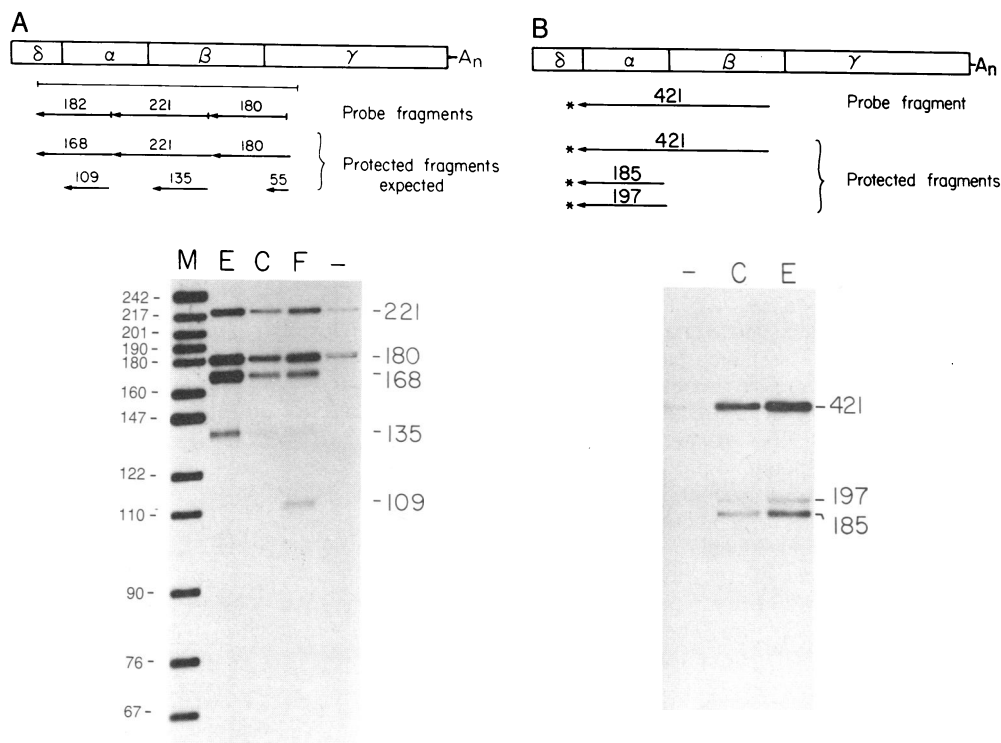 A
δ α β γ -An
182 221 180 Probe fragments
168 221 180
109 135 55
Protected fragments
expected
M E C F -
242 -
217 -
201 -
190 -
180 -
160 -
147 -
122 -
110 -
90 -
76 -
67 -
-221
-180
-168
-135
-109
B
δ α β γ -An
* 421 Probe fragment
* 421
* 185
* 197
Protected fragments
- C E
-421
-197
185